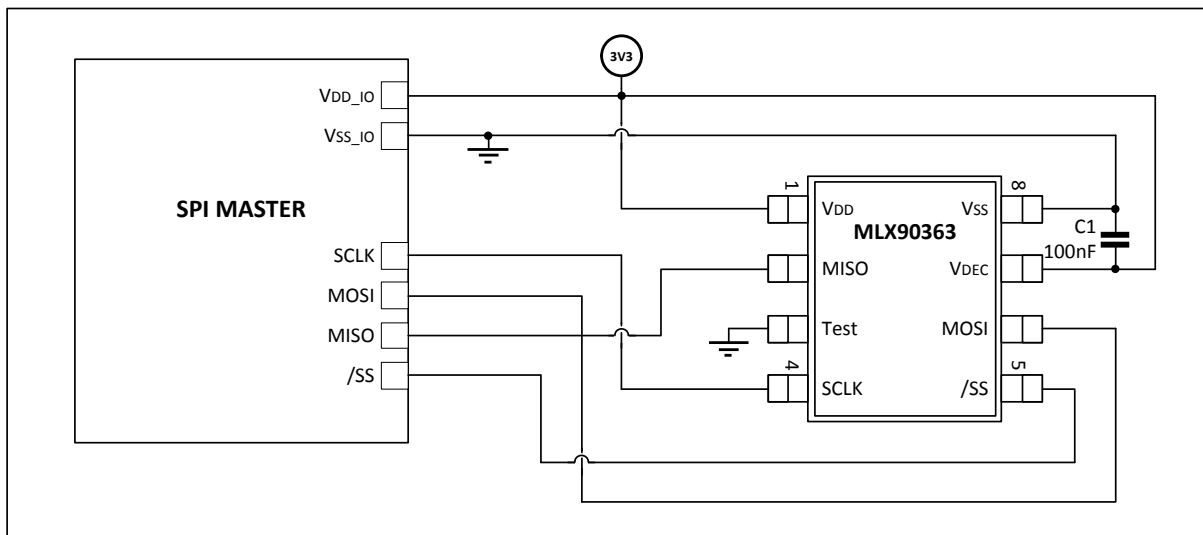 3V3
VDD_IO
VSS_IO
SPI MASTER
SCLK
MOSI
MISO
/SS
1
8
VDD
VSS
MLX90363
C1
100nF
MISO
VDEC
Test
MOSI
4
5
SCLK
/SS